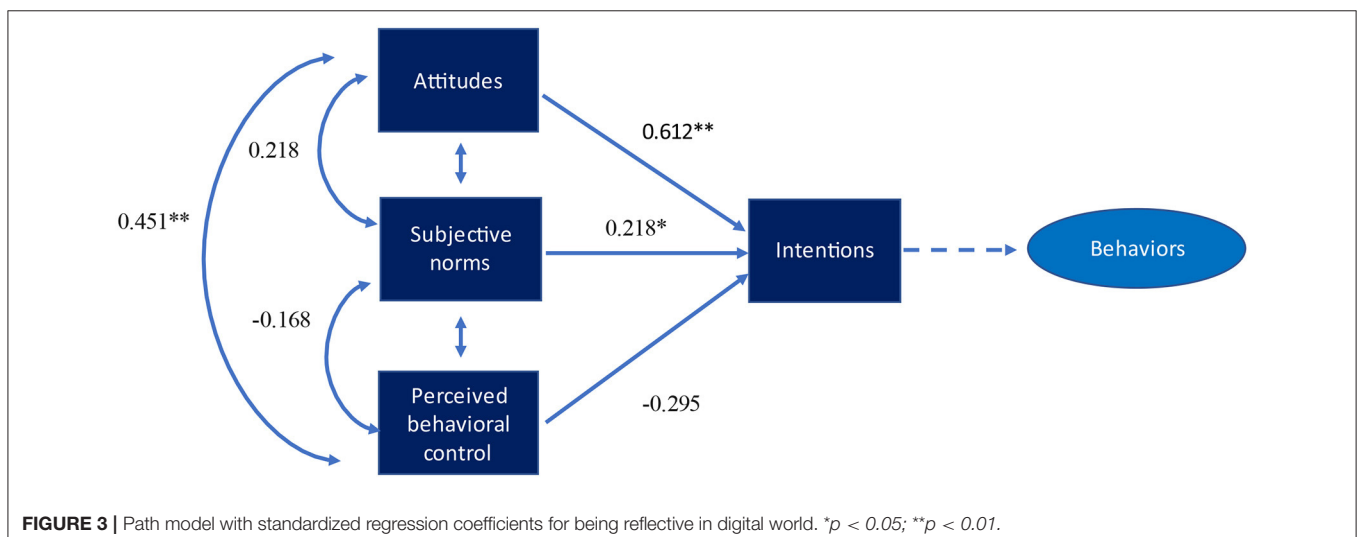 Attitudes
0.612**
0.218
0.451**
Subjective
norms
0.218*
Intentions
Behaviors
-0.168
Perceived
behavioral
control
-0.295
FIGURE 3 | Path model with standardized regression coefficients for being reflective in digital world. *p < 0.05; **p < 0.01.